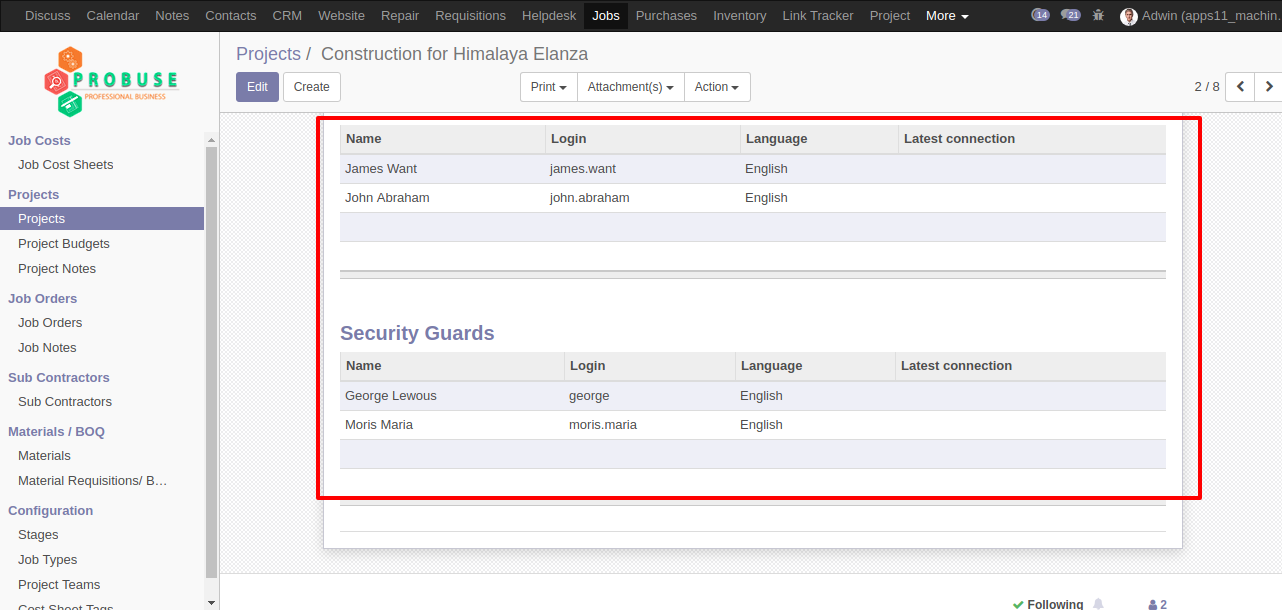 Discuss Calendar Notes Contacts CRM Website Repair Requisitions Helpdesk Jobs Purchases Inventory Link Tracker Project More 14 21 Adwin (apps11_machin.
PROBUSE
PROFESSIONAL BUSINESS
Job Costs
Job Cost Sheets
Projects
Projects
Project Budgets
Project Notes
Job Orders
Job Orders
Job Notes
Sub Contractors
Sub Contractors
Materials / BOQ
Materials
Material Requisitions/ B…
Configuration
Stages
Job Types
Project Teams
Cost Sheet Tags
Projects / Construction for Himalaya Elanza
Edit Create Print Attachment(s) Action 2 / 8
Name Login Language Latest connection
James Want james.want English
John Abraham john.abraham English
Security Guards
Name Login Language Latest connection
George Lewous george English
Moris Maria moris.maria English
Following 2